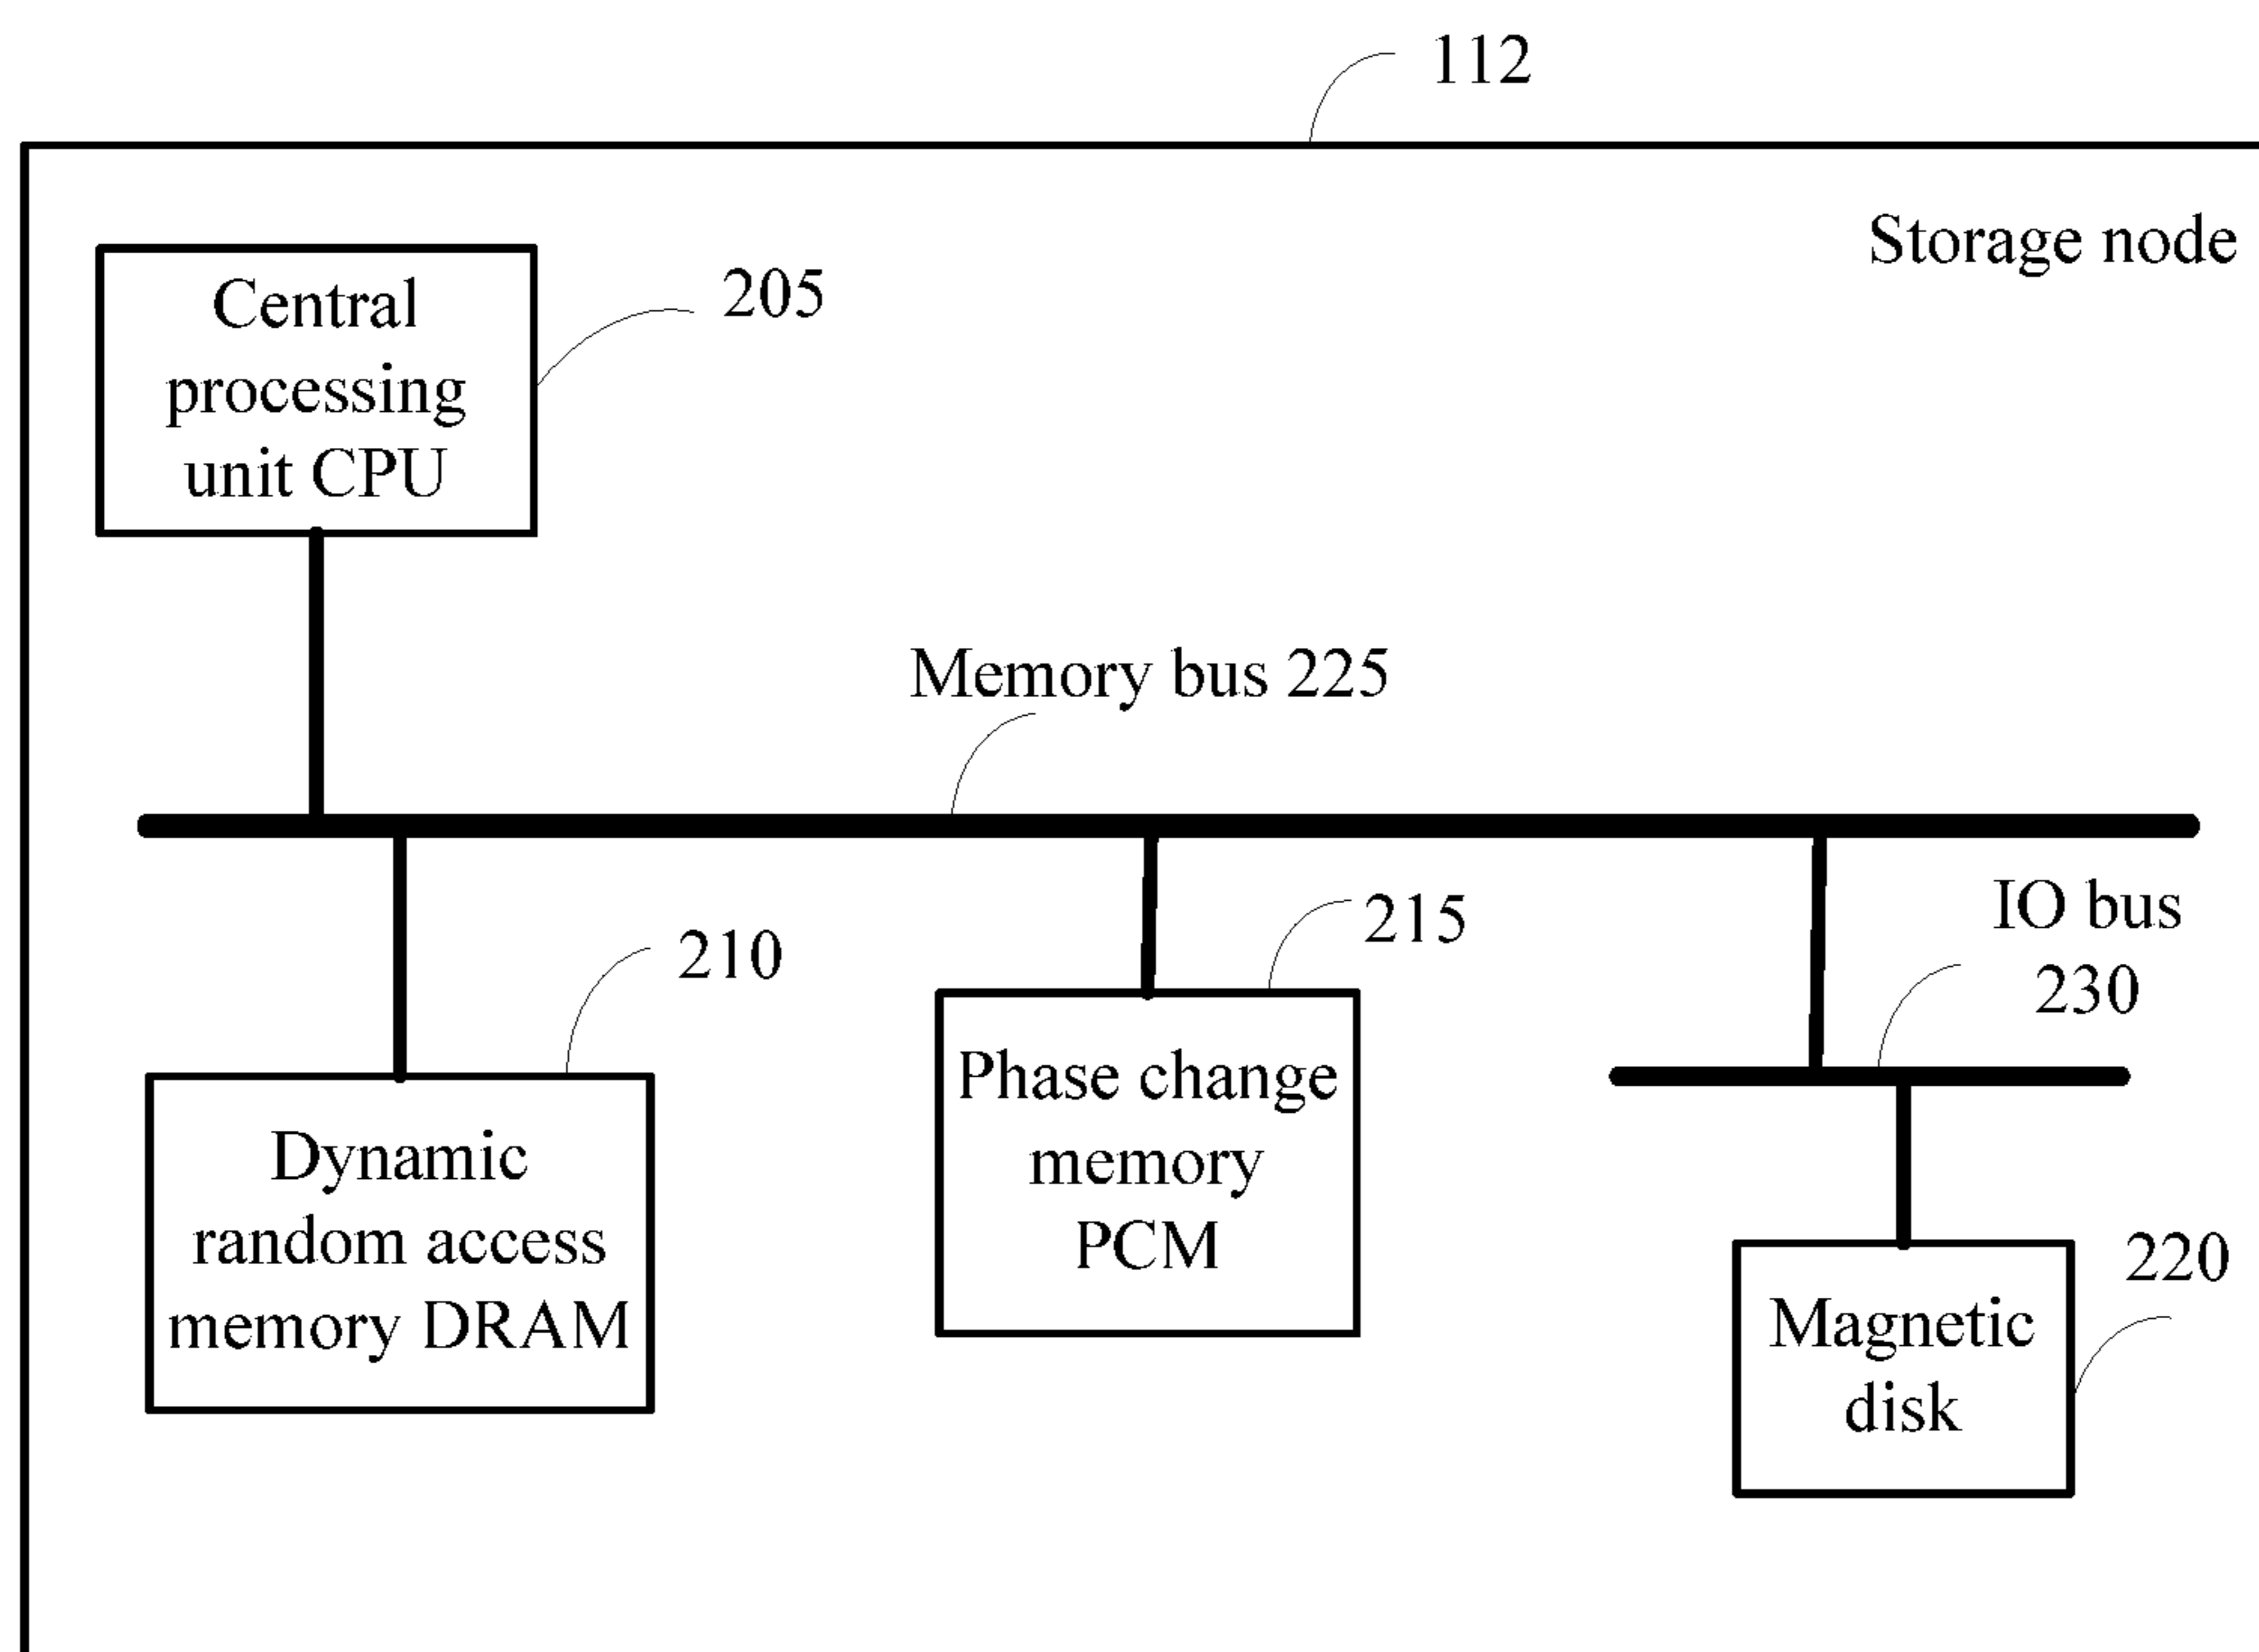 112
Storage node
Central
processing
unit CPU
205
Memory bus 225
IO bus
230
215
210
Phase change
memory
PCM
Dynamic
random access
memory DRAM
220
Magnetic
disk